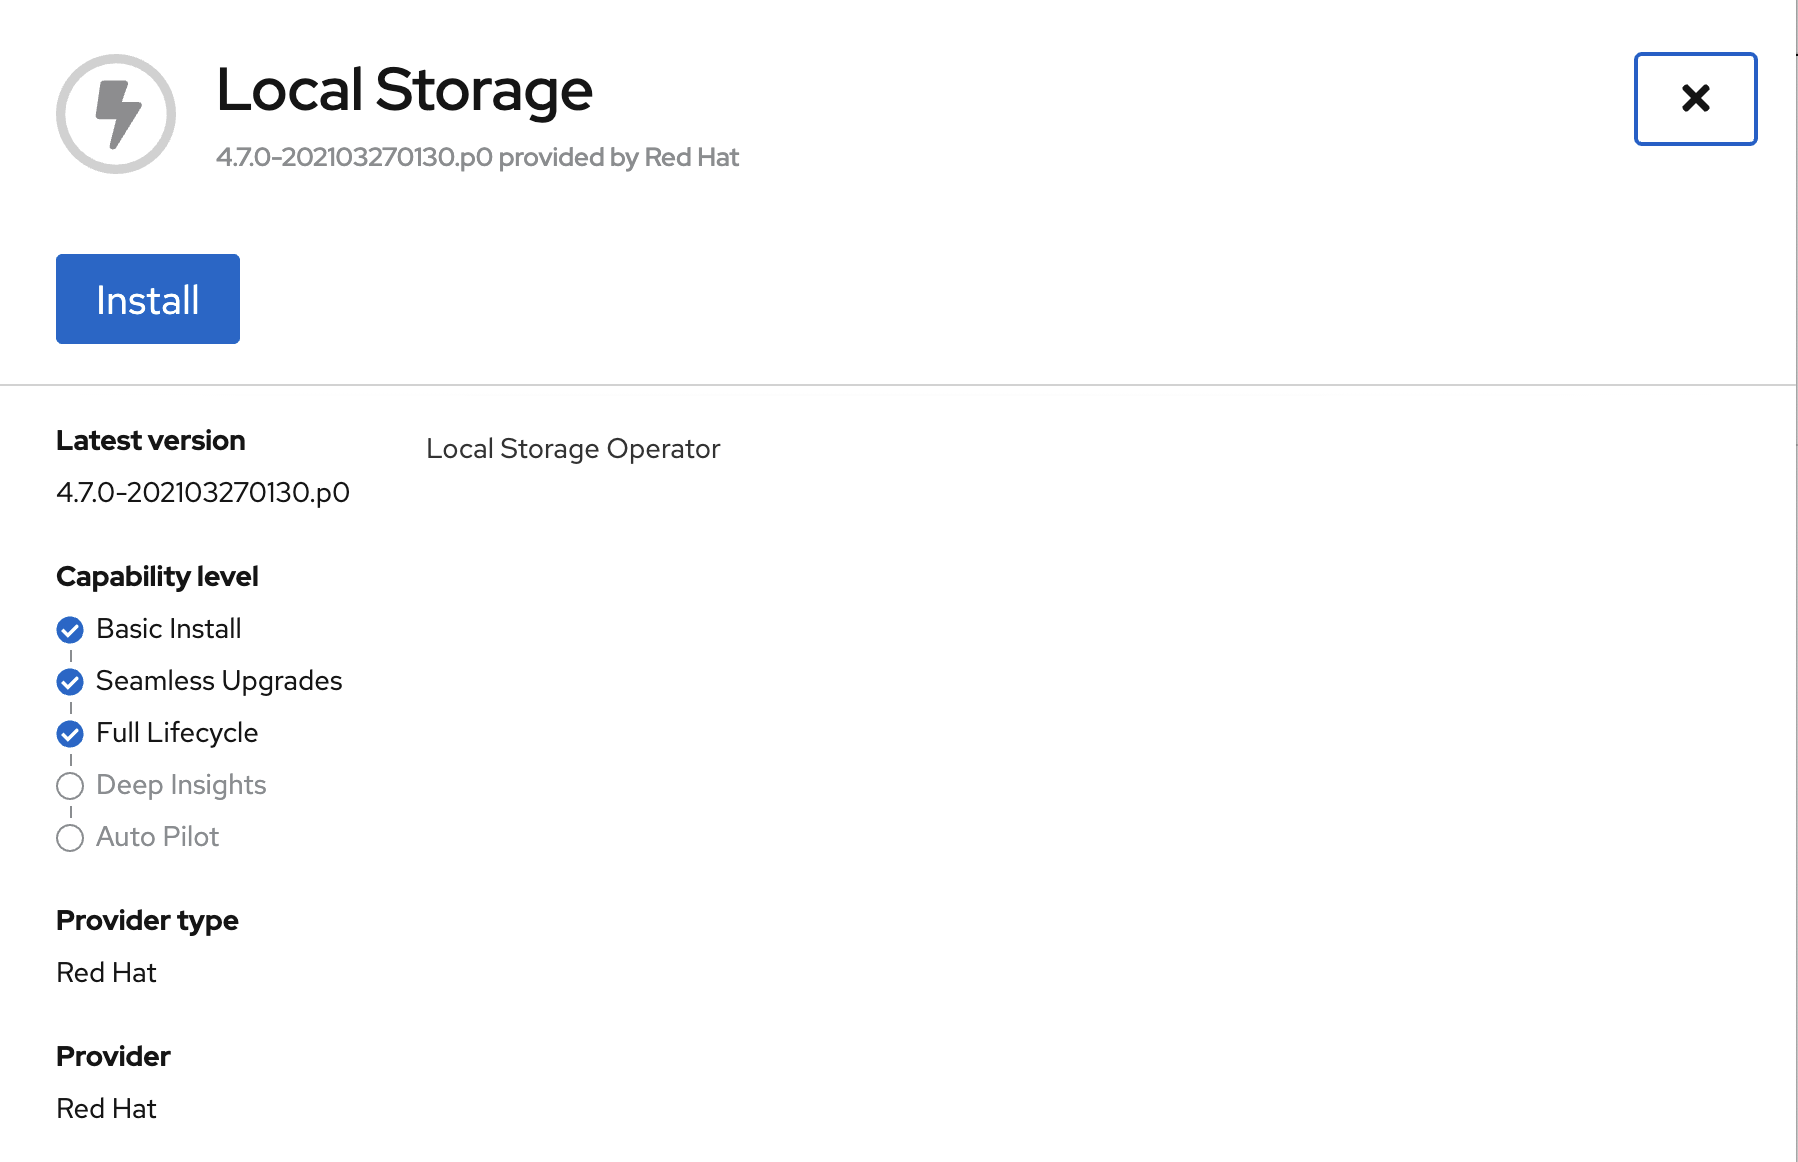 Local Storage
4.7.0-202103270130.p0 provided by Red Hat
Install
Latest version
4.7.0-202103270130.p0
Capability level
Basic Install
Seamless Upgrades
Full Lifecycle
Deep Insights
Auto Pilot
Provider type
Red Hat
Provider
Red Hat
Local Storage Operator